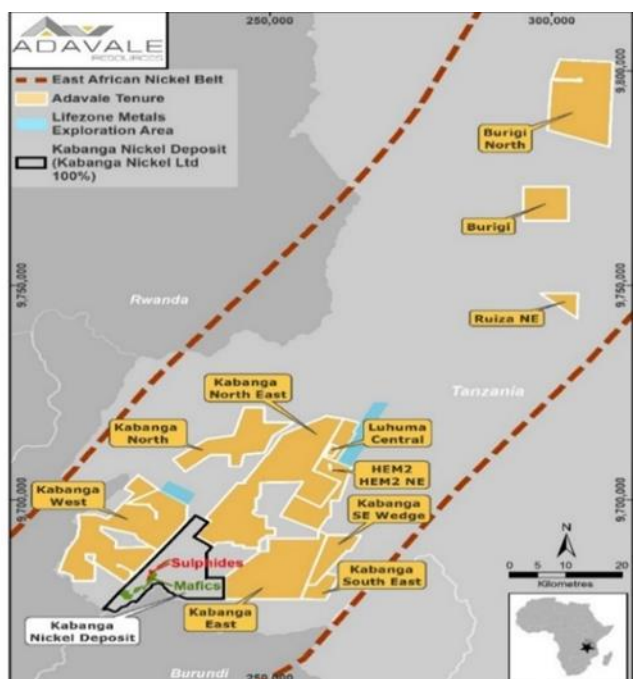 250,000
300,000
ADAVALE
RESOURCES
East African Nickel Belt
Adavale Tenure
Lifezone Metals
Exploration Area
Kabanga Nickel Deposit
(Kabanga Nickel Ltd
100%)
9,800,000
Burigi
North
Burigi
9,750,000
9,750,000
Rwanda
Ruiza NE
Tanzania
Kabanga
North East
Kabanga
North
Luhuma
Central
HEM2
HEM2 NE
Kabanga
West
9,700,000
9,700,000
Kabanga
SE Wedge
Sulphides
Mafics
Kabanga
South East
Kabanga
East
Kabanga
Nickel Deposit
Burundi
250,000
N
0
10
20
Kilometres